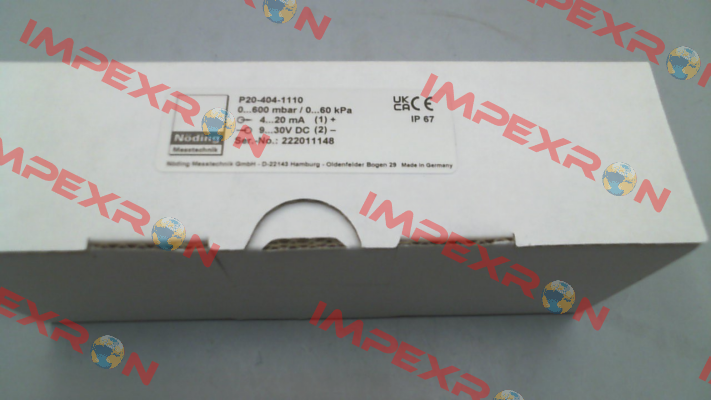 IMPEXRON
IMPEXRON
P20-404-1110
0...600 mbar / 0...60 kPa
4...20 mA (1) +
9...30V DC (2) –
Ser.-No.: 222011148
UK CA CE
IP 67
Nöding
Messtechnik
Nöding Messtechnik GmbH - D-22143 Hamburg - Oldenfelder Bogen 29 Made in Germany
IMPEXRON
IMPEXRON
IMPEXRON
IMPEXRON